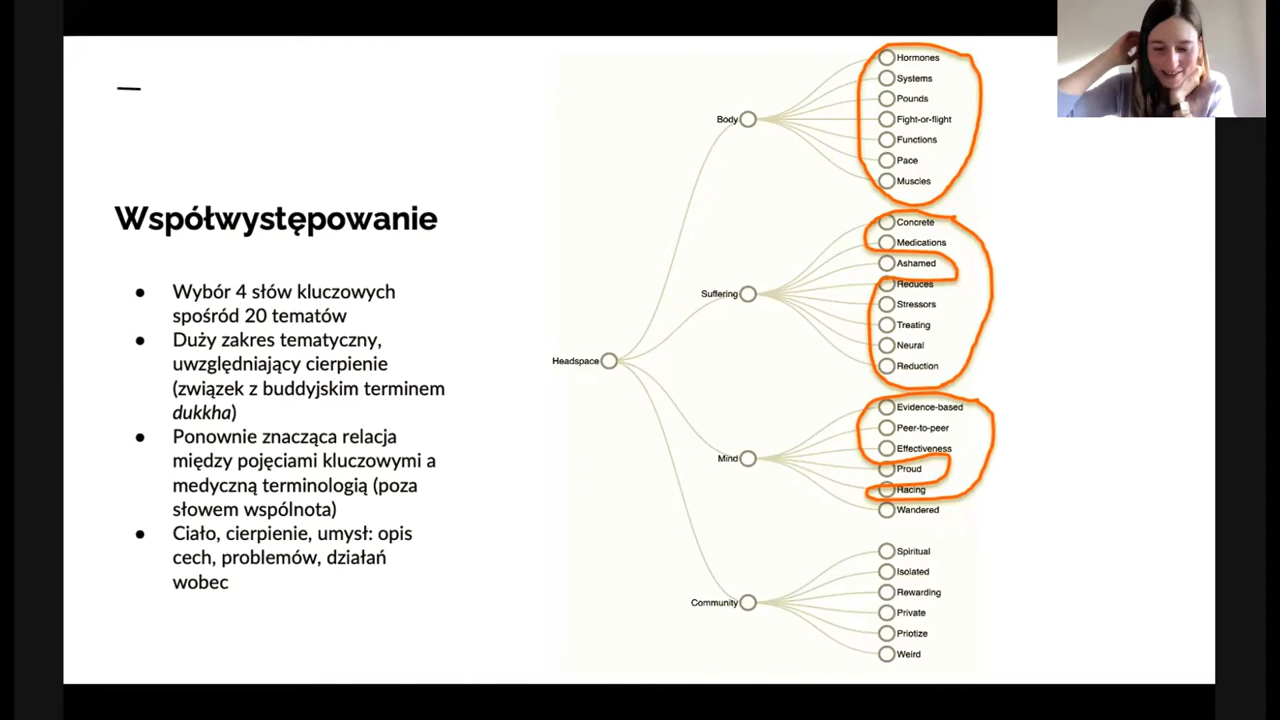 Współwystępowanie
● Wybór 4 słów kluczowych
spośród 20 tematów
● Duży zakres tematyczny,
uwzględniający cierpienie
(związek z buddyjskim terminem
dukkha)
● Ponownie znacząca relacja
między pojęciami kluczowymi a
medyczną terminologią (poza
słowem wspólnota)
● Ciało, cierpienie, umysł: opis
cech, problemów, działań
wobec
Headspace
Body
Hormones
Systems
Pounds
Fight-or-flight
Functions
Pace
Muscles
Suffering
Concrete
Medications
Ashamed
Reduces
Stressors
Treating
Neural
Reduction
Mind
Evidence-based
Peer-to-peer
Effectiveness
Proud
Racing
Wandered
Community
Spiritual
Isolated
Rewarding
Private
Priotize
Weird